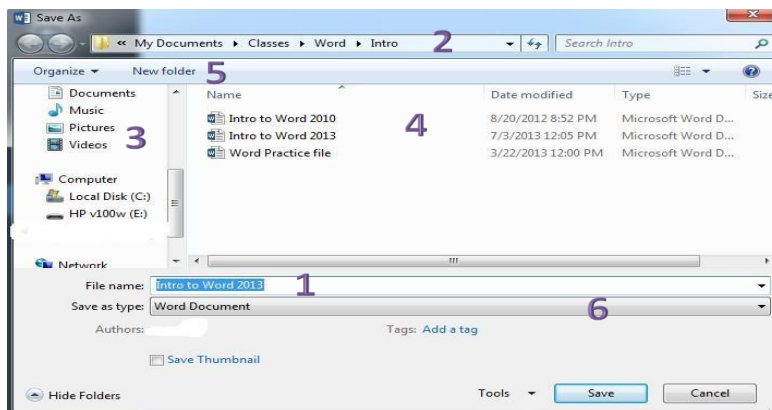 Save As
« My Documents ▸ Classes ▸ Word ▸ Intro 2 Search Intro
Organize ▾ New folder 5
Documents Name Date modified Type Size
Music
Pictures Intro to Word 2010 4 8/20/2012 8:52 PM Microsoft Word D...
3 Intro to Word 2013 7/3/2013 12:05 PM Microsoft Word D...
Videos Word Practice file 3/22/2013 12:00 PM Microsoft Word D...
Computer
Local Disk (C:)
HP v100w (E:)
Network
File name: Intro to Word 2013 1
Save as type: Word Document 6
Authors: Tags: Add a tag
Save Thumbnail
Hide Folders Tools ▾ Save Cancel